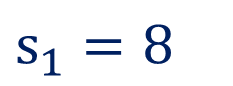 s₁ = 8